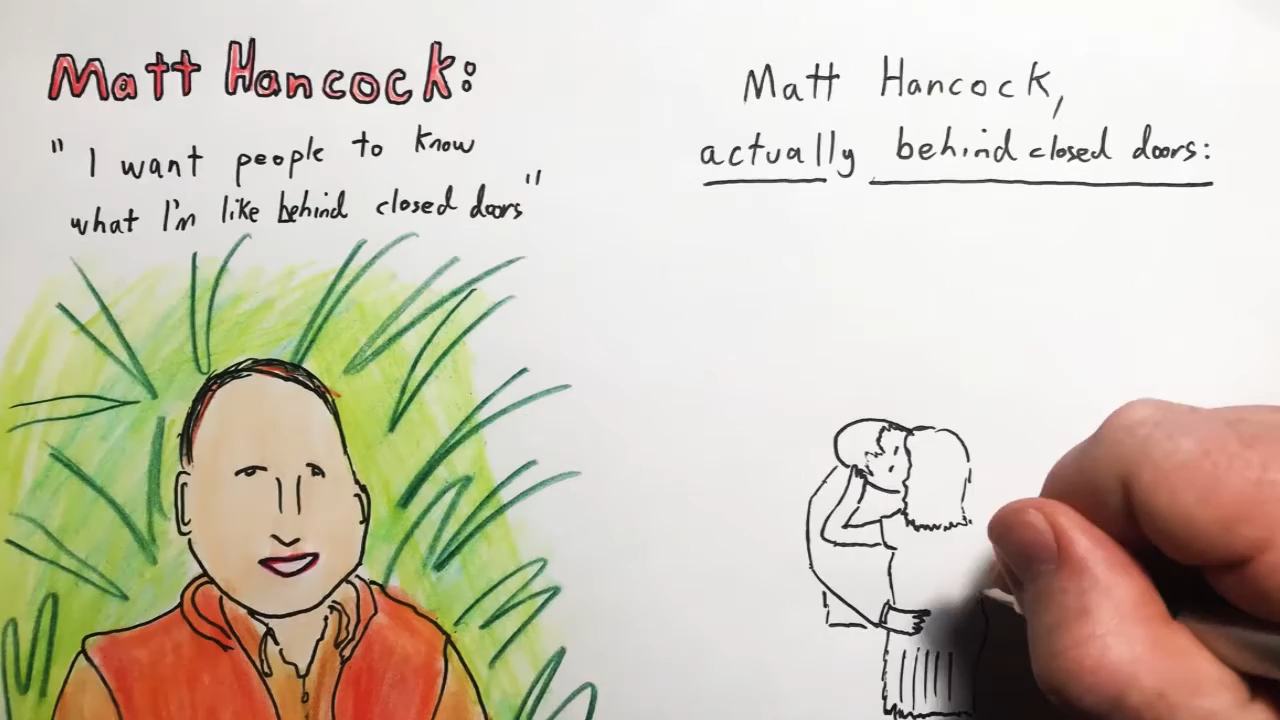 Matt Hancock:
"I want people to know
what I'm like behind closed doors"
Matt Hancock,
actually behind closed doors: